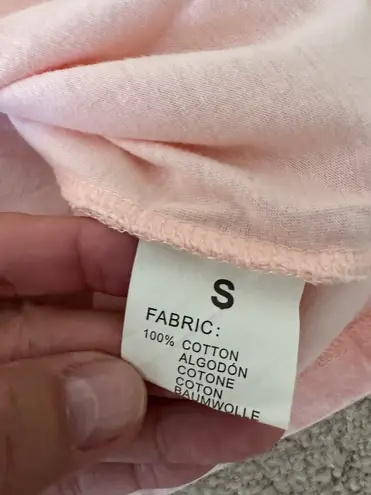 S
FABRIC:
100% COTTON
ALGODÓN
COTONE
COTON
BAUMWOLLE